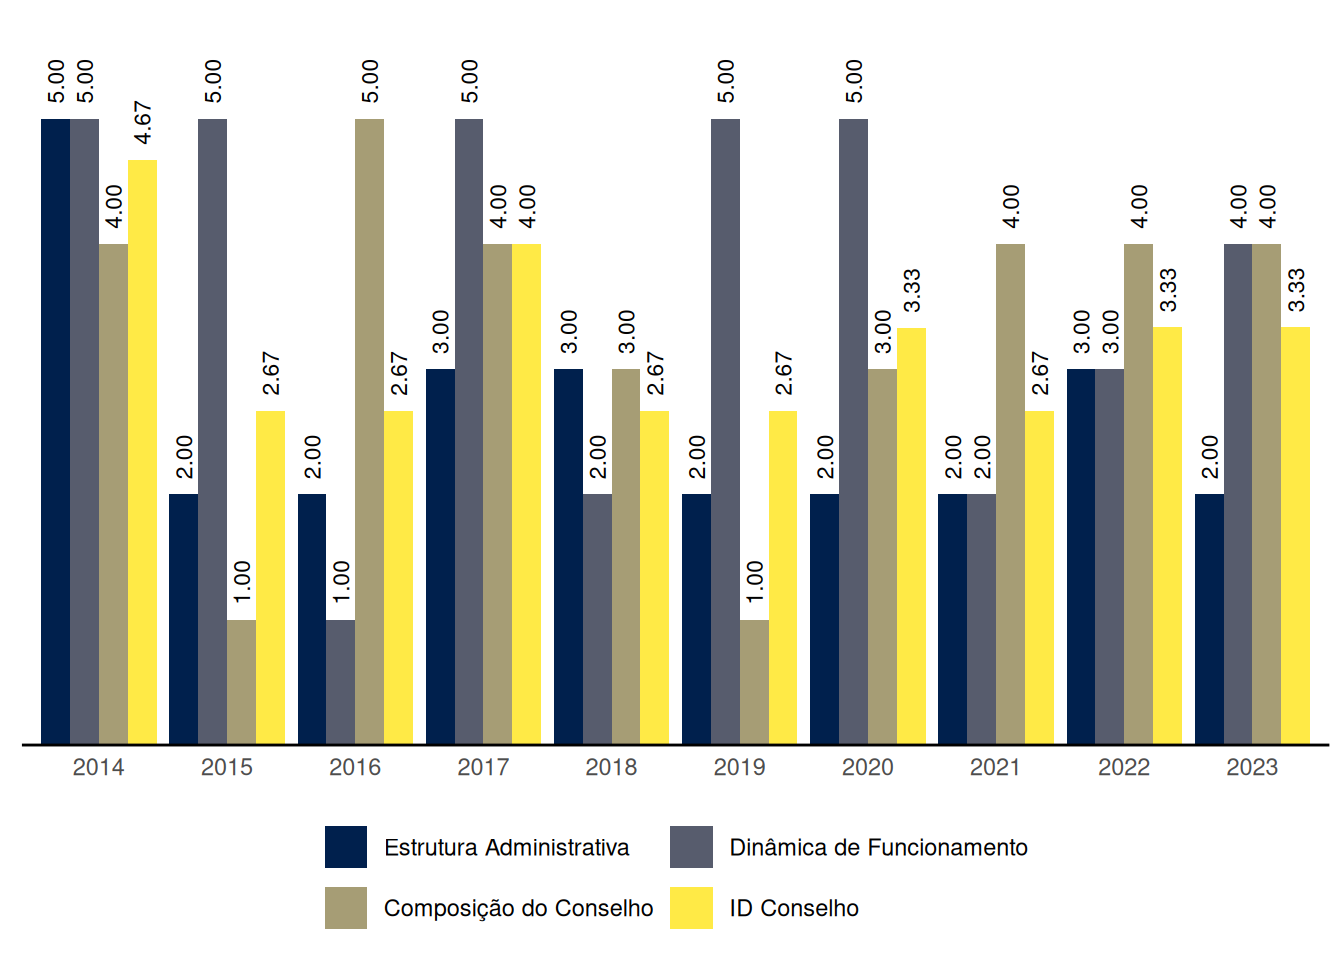 5.00 5.00 4.00 4.67
2.00 5.00 1.00 2.67
2.00 1.00 5.00 2.67
3.00 5.00 4.00 4.00
3.00 2.00 3.00 2.67
2.00 5.00 1.00 2.67
2.00 5.00 3.00 3.33
2.00 2.00 4.00 2.67
3.00 3.00 4.00 3.33
2.00 4.00 4.00 3.33
2014 2015 2016 2017 2018 2019 2020 2021 2022 2023
Estrutura Administrativa Dinâmica de Funcionamento
Composição do Conselho ID Conselho